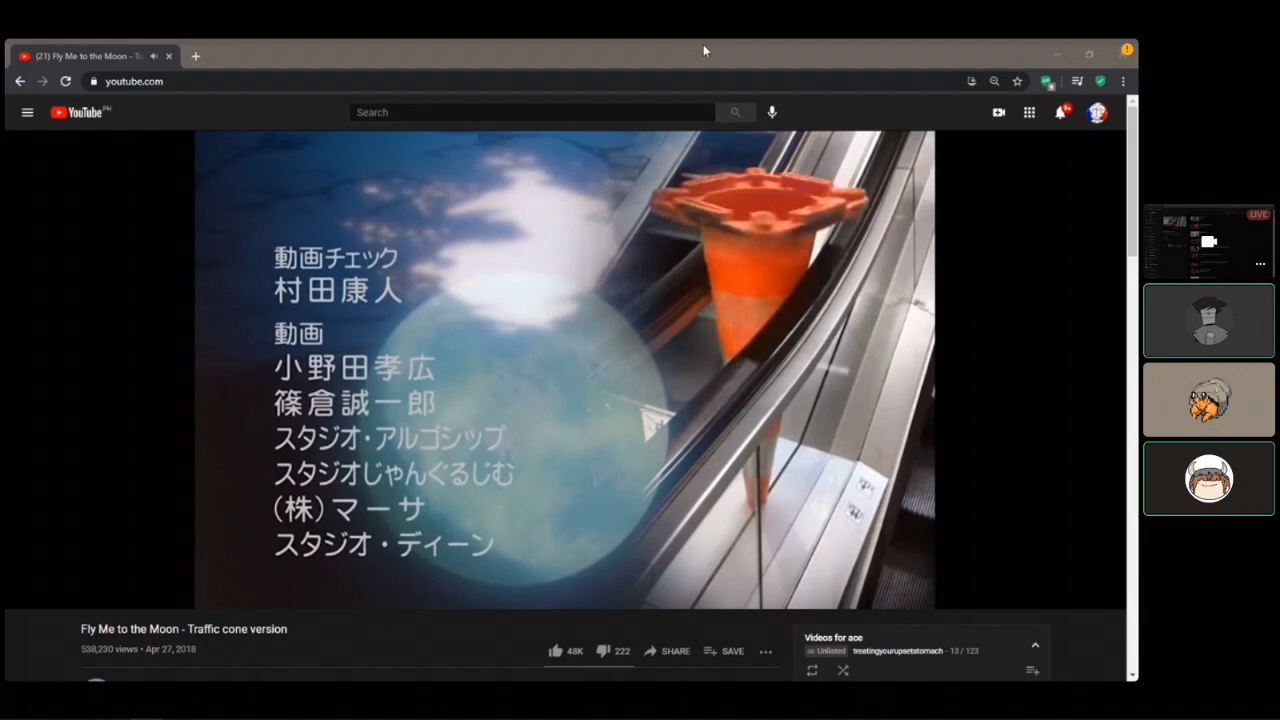 (21) Fly Me to the Moon - Tr
youtube.com
YouTube PH
Search
9+
LIVE
動画チェック
村田康人
動画
小野田孝広
篠倉誠一郎
スタジオ・アルゴシップ
スタジオじゃんぐるじむ
(株)マーサ
スタジオ・ディーン
Fly Me to the Moon - Traffic cone version
538,230 views • Apr 27, 2018
48K
222
SHARE
SAVE
Videos for ace
Unlisted treatingyourupsetstomach - 13 / 123